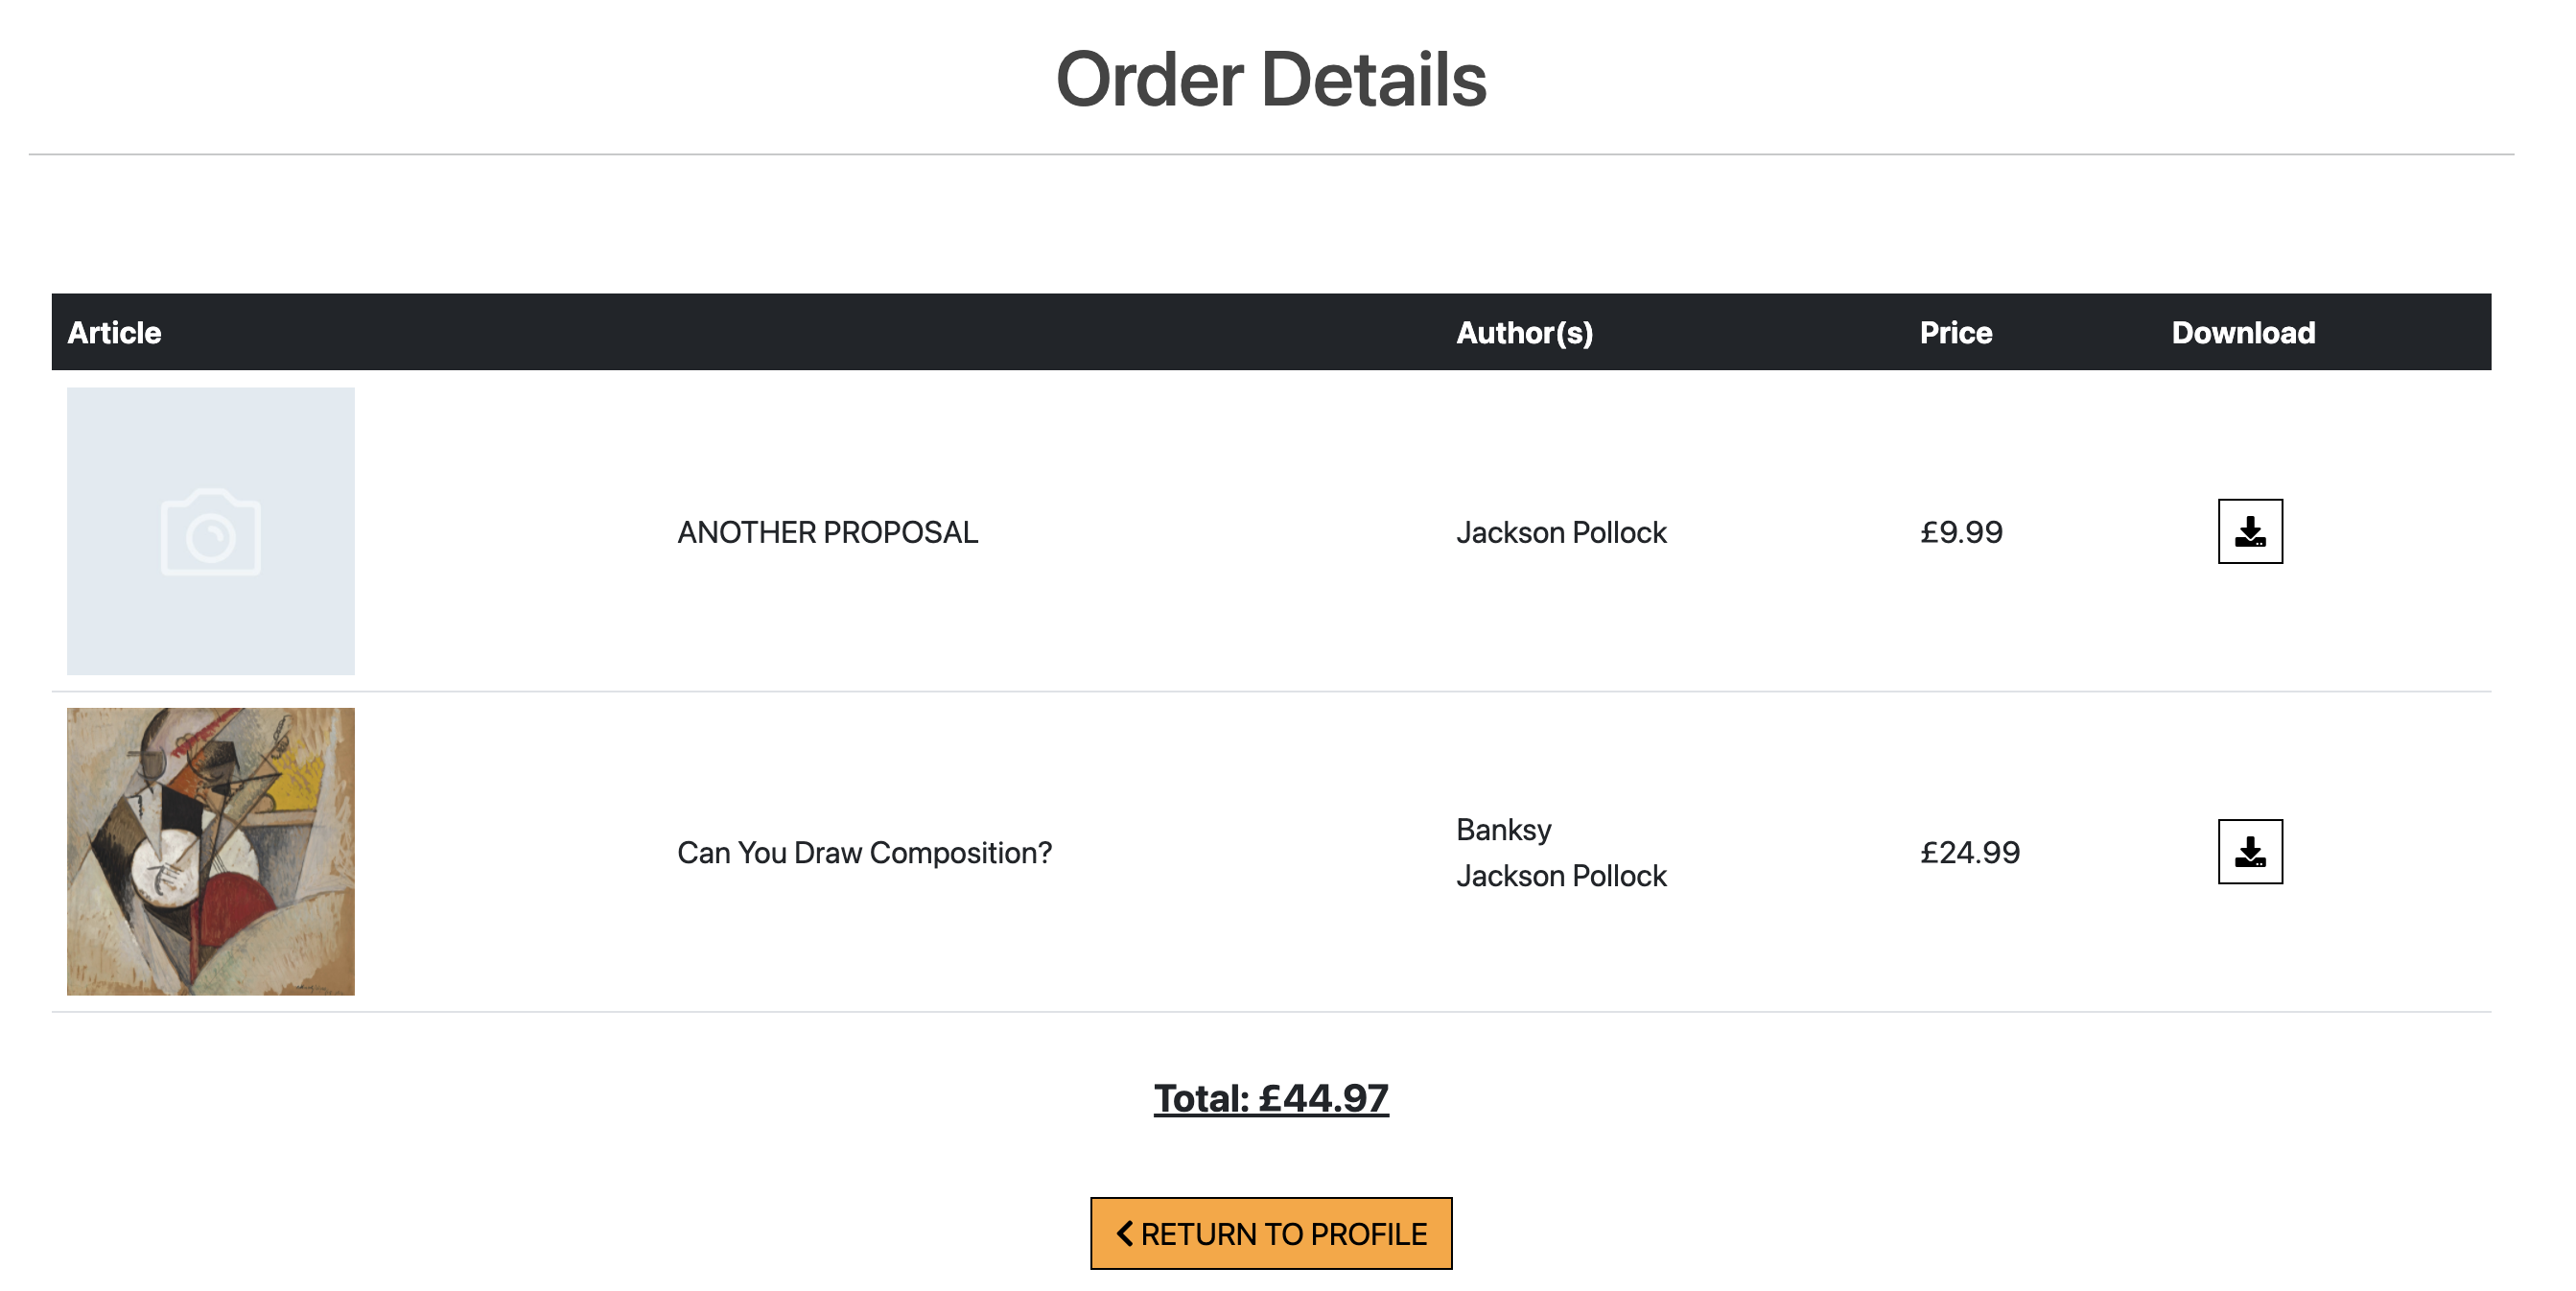 Order Details
Article Author(s) Price Download
ANOTHER PROPOSAL Jackson Pollock £9.99
Can You Draw Composition? Banksy Jackson Pollock £24.99
Total: £44.97
RETURN TO PROFILE